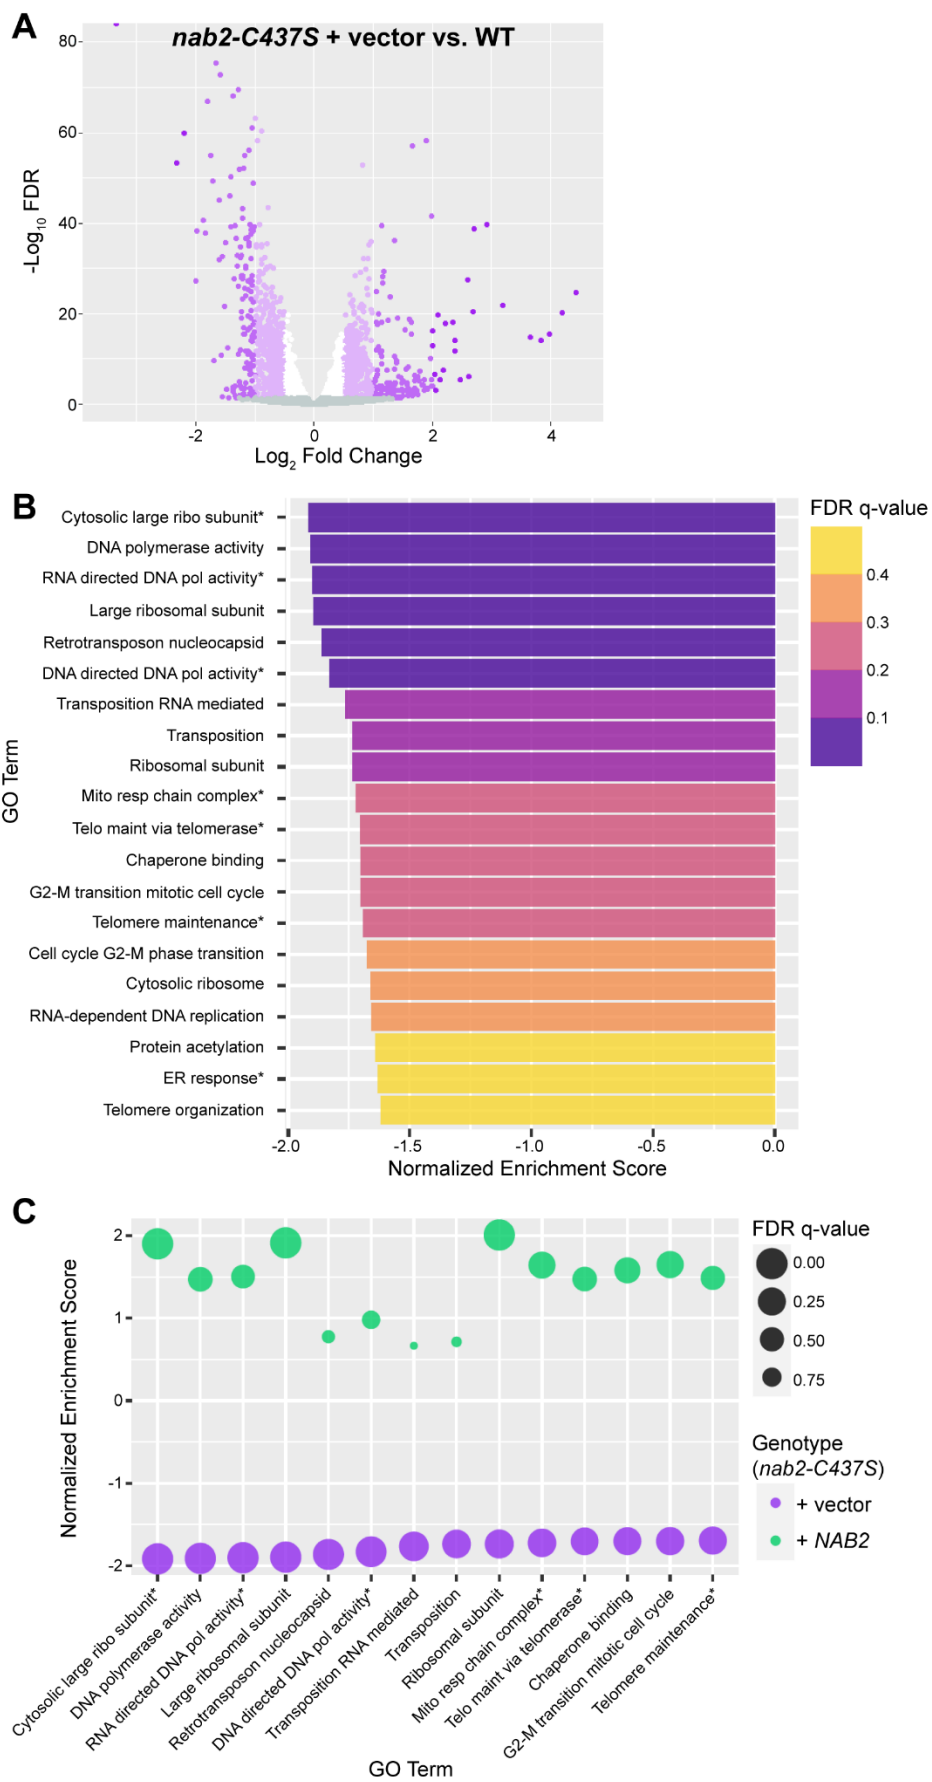 A
nab2-C437S + vector vs. WT
80
60
40
20
0
-Log10 FDR
-2
0
2
4
Log2 Fold Change
B
FDR q-value
0.4
0.3
0.2
0.1
GO Term
Cytosolic large ribo subunit*
DNA polymerase activity
RNA directed DNA pol activity*
Large ribosomal subunit
Retrotransposon nucleocapsid
DNA directed DNA pol activity*
Transposition RNA mediated
Transposition
Ribosomal subunit
Mito resp chain complex*
Telo maint via telomerase*
Chaperone binding
G2-M transition mitotic cell cycle
Telomere maintenance*
Cell cycle G2-M phase transition
Cytosolic ribosome
RNA-dependent DNA replication
Protein acetylation
ER response*
Telomere organization
-2.0
-1.5
-1.0
-0.5
0.0
Normalized Enrichment Score
C
Normalized Enrichment Score
2
1
0
-1
-2
FDR q-value
0.00
0.25
0.50
0.75
Genotype
(nab2-C437S)
+ vector
+ NAB2
Cytosolic large ribo subunit*
DNA polymerase activity
RNA directed DNA pol activity*
Large ribosomal subunit
Retrotransposon nucleocapsid
DNA directed DNA pol activity*
Transposition RNA mediated
Transposition
Ribosomal subunit
Mito resp chain complex*
Telo maint via telomerase*
Chaperone binding
G2-M transition mitotic cell cycle
Telomere maintenance*
GO Term